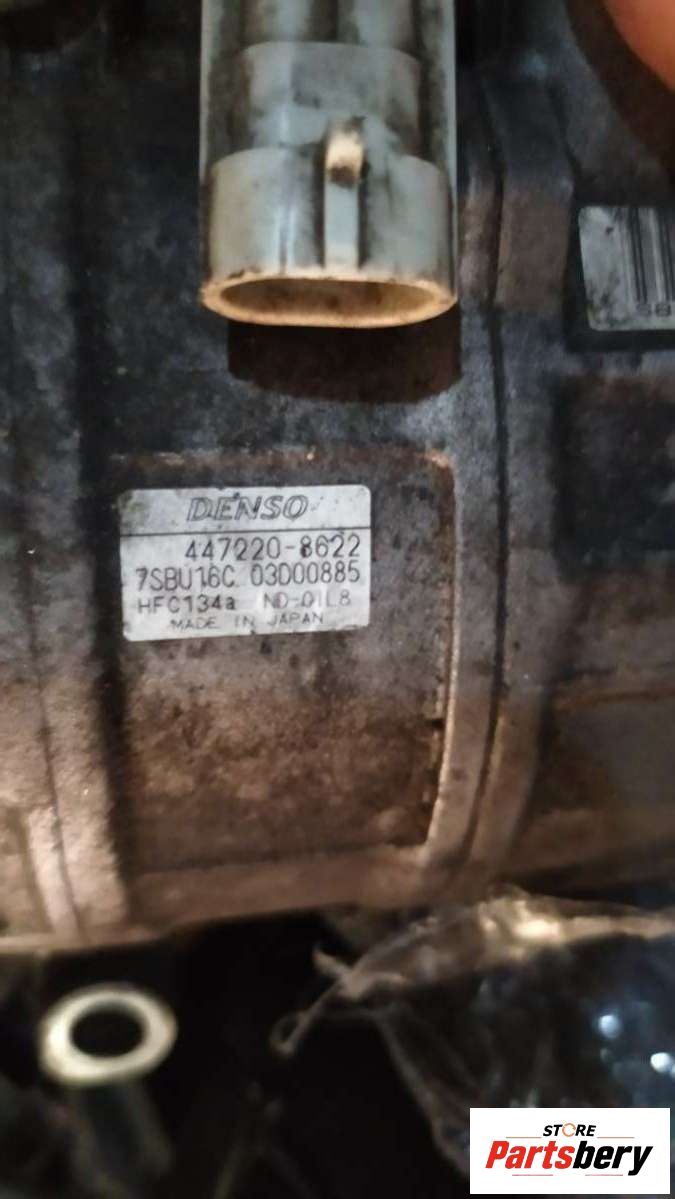 DENSO
447220-8622
7SBU16C 03D00885
HFC134a ND-OIL8
MADE IN JAPAN
STORE
Partsbery